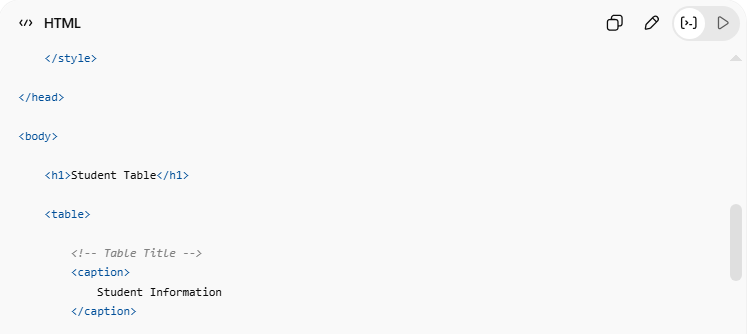 HTML
</style>
</head>
<body>
<h1>Student Table</h1>
<table>
<!-- Table Title -->
<caption>
Student Information
</caption>